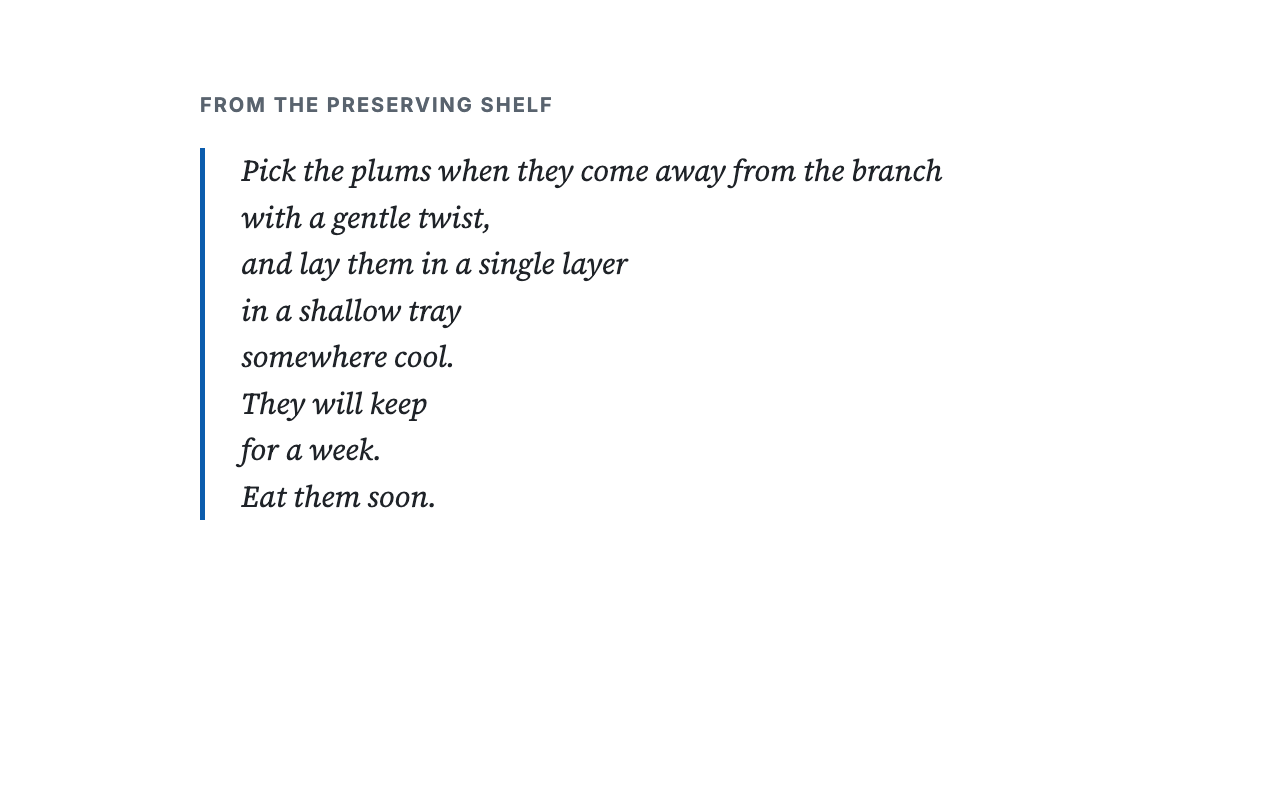 FROM THE PRESERVING SHELF
Pick the plums when they come away from the branch
with a gentle twist,
and lay them in a single layer
in a shallow tray
somewhere cool.
They will keep
for a week.
Eat them soon.